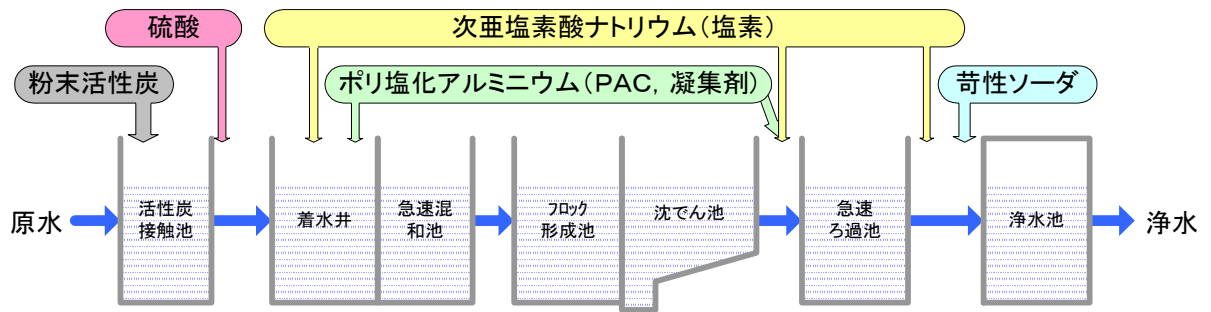 硫酸
次亜塩素酸ナトリウム(塩素)
粉末活性炭
ポリ塩化アルミニウム(PAC, 凝集剤)
苛性ソーダ
原水
活性炭
接触池
着水井
急速混
和池
フロック
形成池
沈でん池
急速
ろ過池
浄水池
浄水